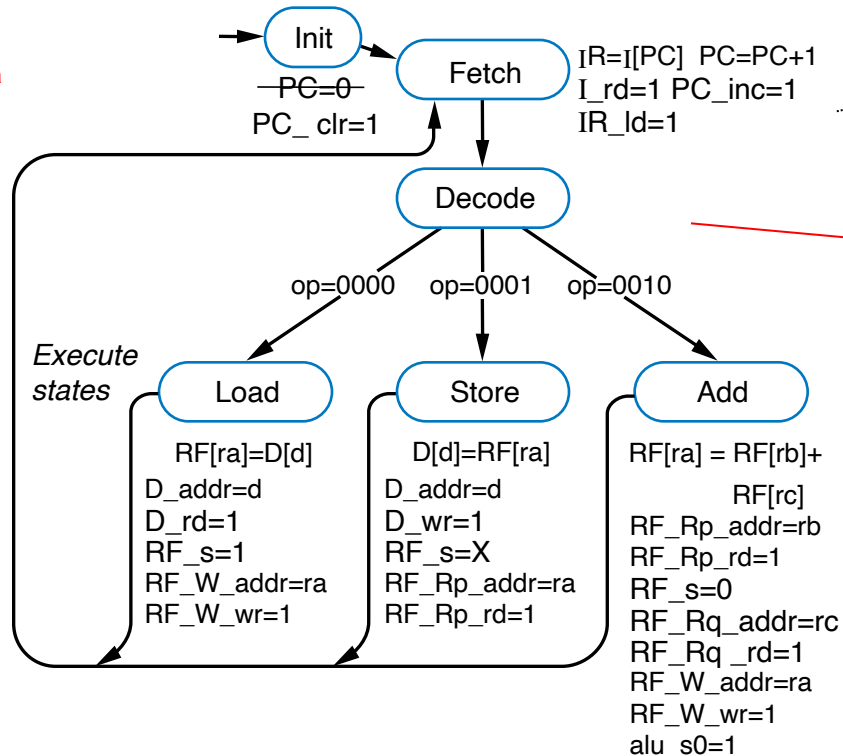 Init
PC=0
PC_ clr=1
Fetch
IR=I[PC] PC=PC+1
I_rd=1 PC_inc=1
IR_ld=1
Decode
op=0000
op=0001
op=0010
Execute
states
Load
RF[ra]=D[d]
D_addr=d
D_rd=1
RF_s=1
RF_W_addr=ra
RF_W_wr=1
Store
D[d]=RF[ra]
D_addr=d
D_wr=1
RF_s=X
RF_Rp_addr=ra
RF_Rp_rd=1
Add
RF[ra] = RF[rb]+
RF[rc]
RF_Rp_addr=rb
RF_Rp_rd=1
RF_s=0
RF_Rq_addr=rc
RF_Rq _rd=1
RF_W_addr=ra
RF_W_wr=1
alu_s0=1